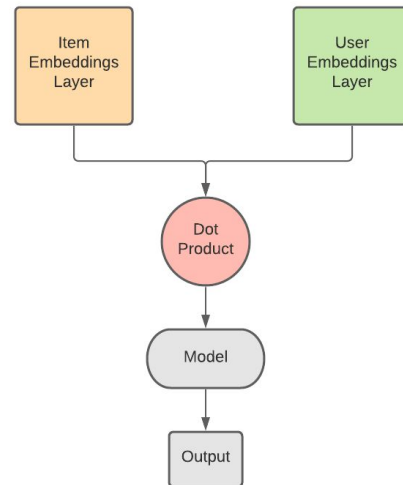 Item
Embeddings
Layer
User
Embeddings
Layer
Dot
Product
Model
Output